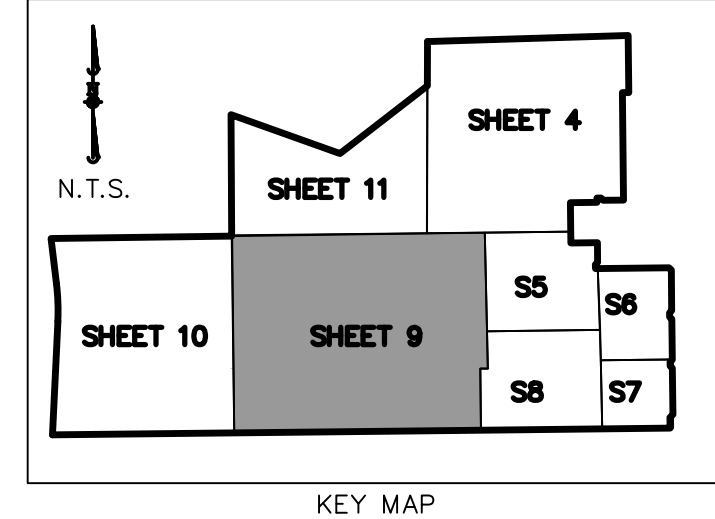 SHEET 4
N
N.T.S.
SHEET 11
S5
S6
SHEET 10
SHEET 9
S8
S7
KEY MAP